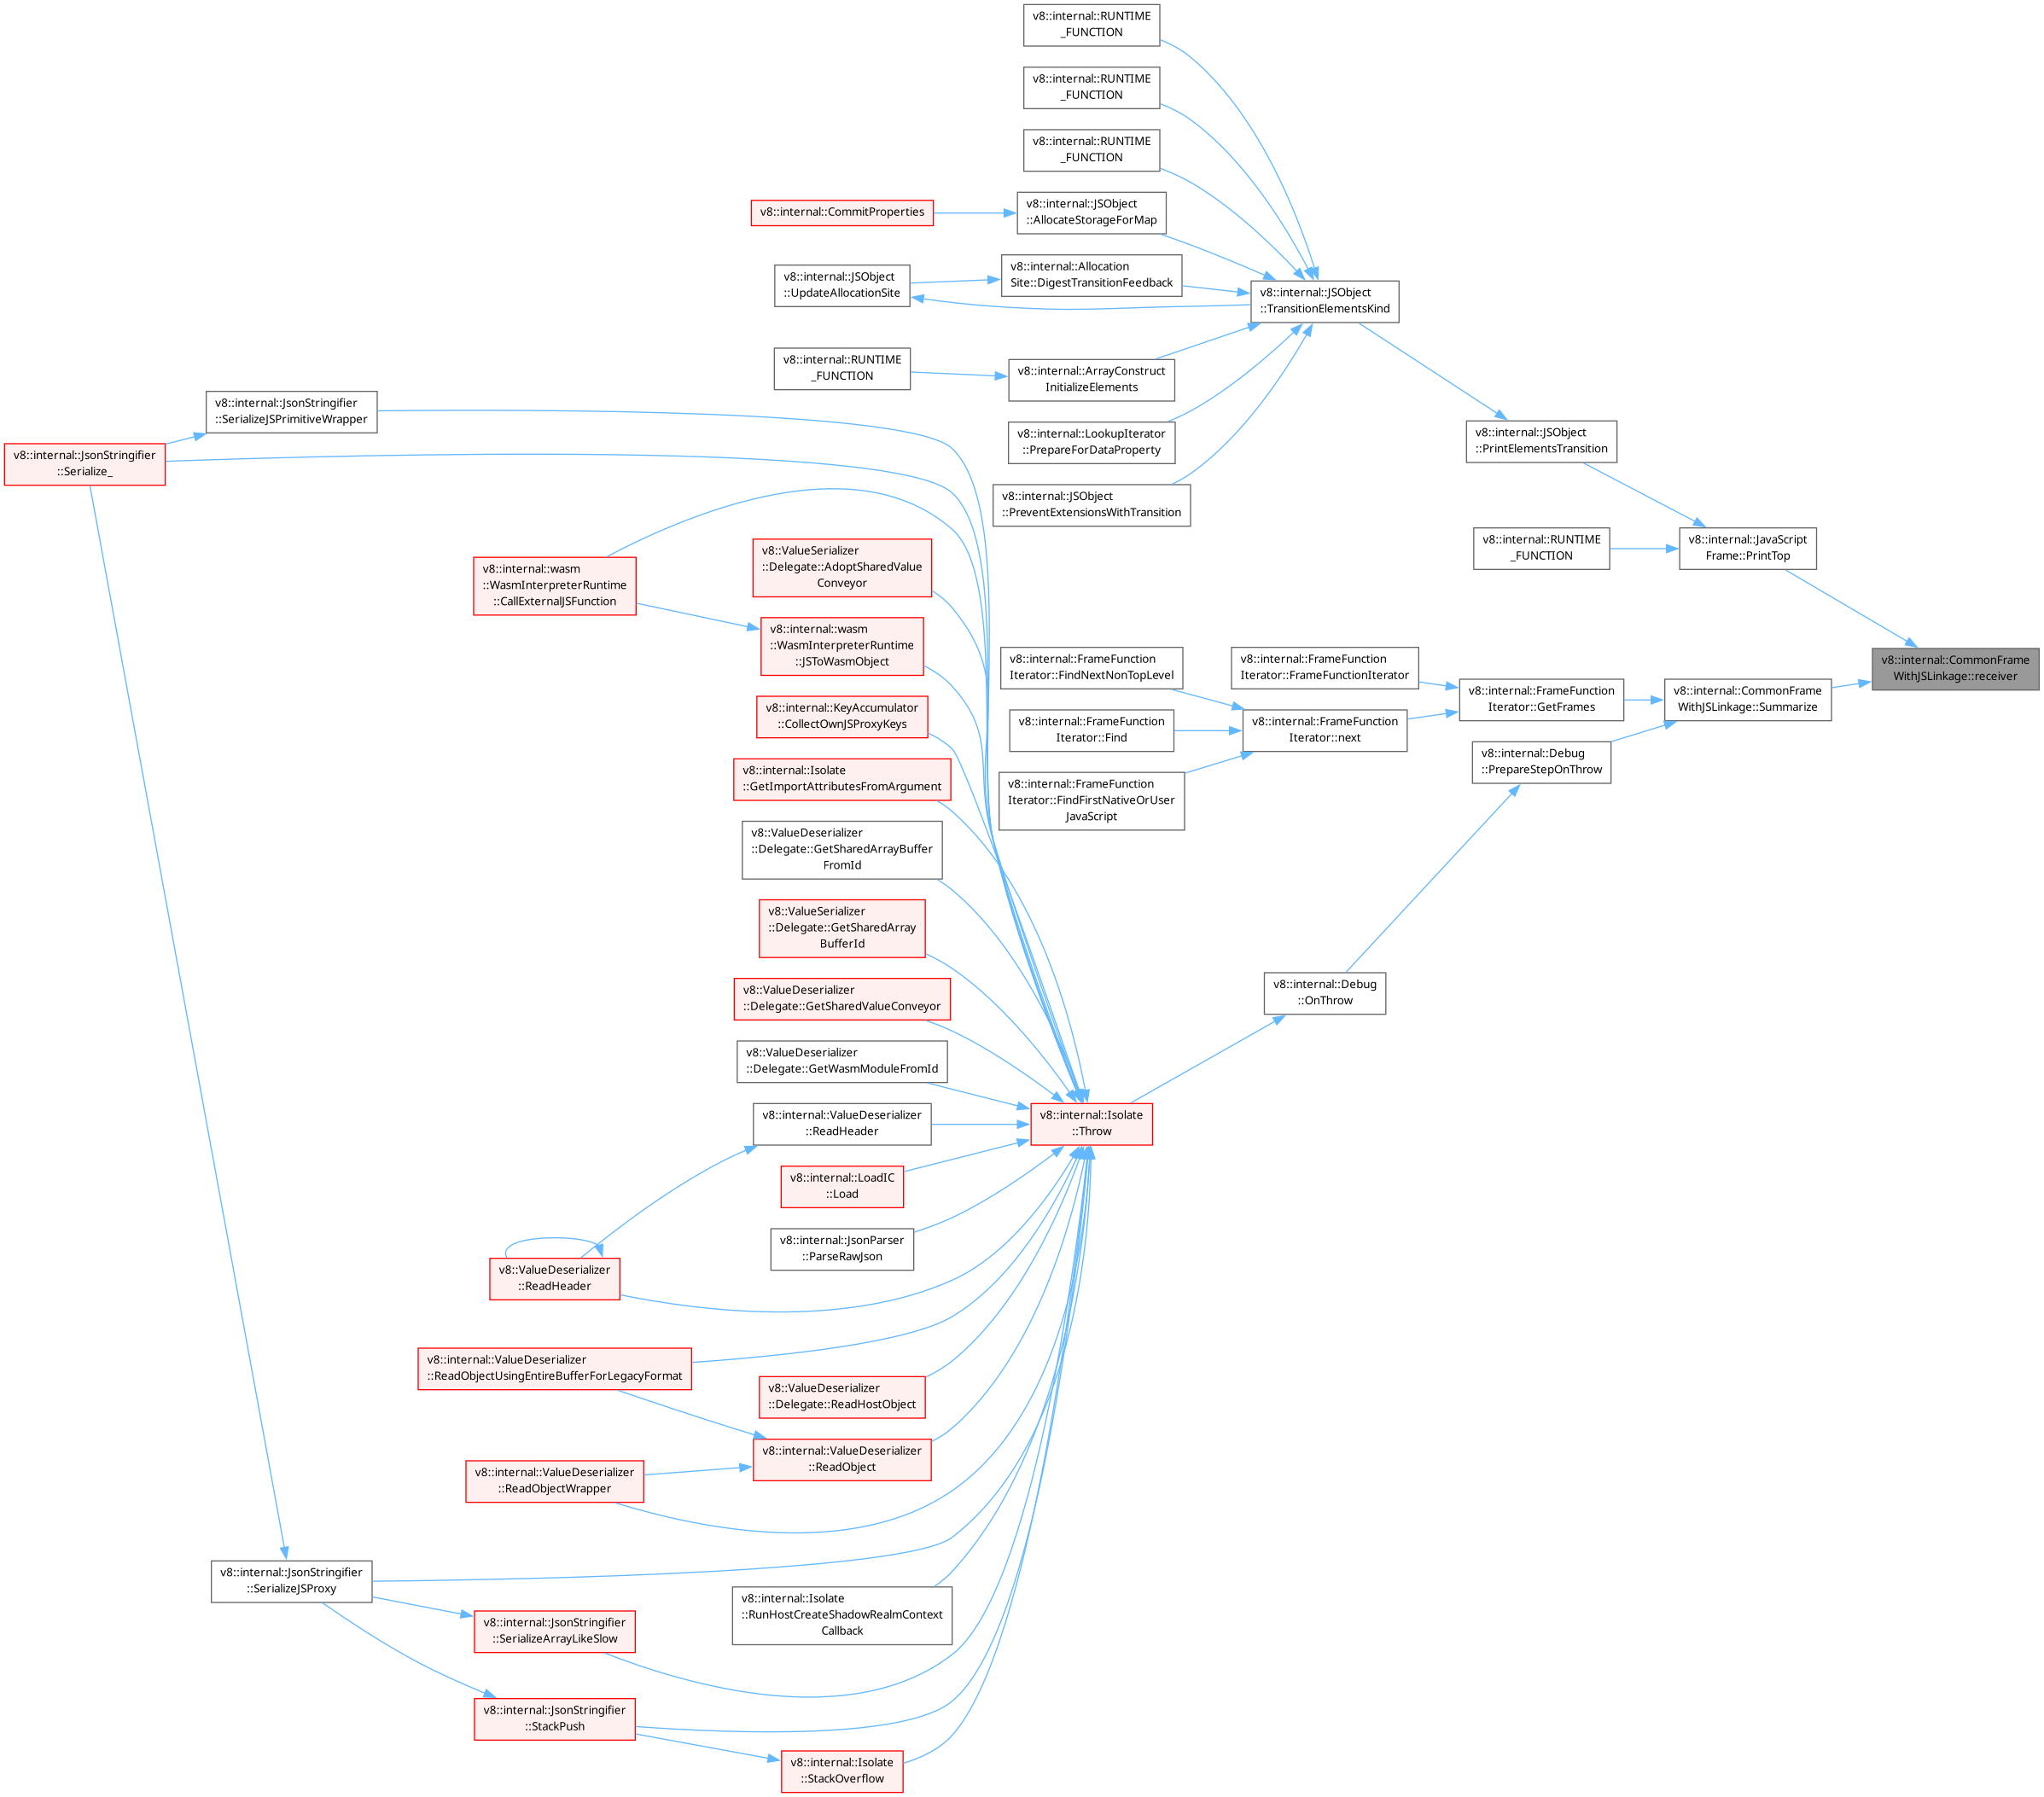 v8::internal::RUNTIME
_FUNCTION
v8::internal::RUNTIME
_FUNCTION
v8::internal::RUNTIME
_FUNCTION
v8::internal::CommitProperties
v8::internal::JSObject
::AllocateStorageForMap
v8::internal::JSObject
::UpdateAllocationSite
v8::internal::Allocation
Site::DigestTransitionFeedback
v8::internal::JSObject
::TransitionElementsKind
v8::internal::RUNTIME
_FUNCTION
v8::internal::ArrayConstruct
InitializeElements
v8::internal::LookupIterator
::PrepareForDataProperty
v8::internal::JSObject
::PreventExtensionsWithTransition
v8::internal::JSObject
::PrintElementsTransition
v8::internal::RUNTIME
_FUNCTION
v8::internal::JavaScript
Frame::PrintTop
v8::internal::CommonFrame
WithJSLinkage::receiver
v8::internal::JsonStringifier
::SerializeJSPrimitiveWrapper
v8::internal::JsonStringifier
::Serialize_
v8::internal::wasm
::WasmInterpreterRuntime
::CallExternalJSFunction
v8::ValueSerializer
::Delegate::AdoptSharedValue
Conveyor
v8::internal::wasm
::WasmInterpreterRuntime
::JSToWasmObject
v8::internal::FrameFunction
Iterator::FindNextNonTopLevel
v8::internal::FrameFunction
Iterator::FrameFunctionIterator
v8::internal::FrameFunction
Iterator::Find
v8::internal::FrameFunction
Iterator::next
v8::internal::FrameFunction
Iterator::GetFrames
v8::internal::CommonFrame
WithJSLinkage::Summarize
v8::internal::FrameFunction
Iterator::FindFirstNativeOrUser
JavaScript
v8::internal::Debug
::PrepareStepOnThrow
v8::internal::KeyAccumulator
::CollectOwnJSProxyKeys
v8::internal::Isolate
::GetImportAttributesFromArgument
v8::ValueDeserializer
::Delegate::GetSharedArrayBuffer
FromId
v8::ValueSerializer
::Delegate::GetSharedArray
BufferId
v8::ValueDeserializer
::Delegate::GetSharedValueConveyor
v8::internal::Debug
::OnThrow
v8::ValueDeserializer
::Delegate::GetWasmModuleFromId
v8::internal::ValueDeserializer
::ReadHeader
v8::internal::Isolate
::Throw
v8::internal::LoadIC
::Load
v8::internal::JsonParser
::ParseRawJson
v8::ValueDeserializer
::ReadHeader
v8::internal::ValueDeserializer
::ReadObjectUsingEntireBufferForLegacyFormat
v8::ValueDeserializer
::Delegate::ReadHostObject
v8::internal::ValueDeserializer
::ReadObject
v8::internal::ValueDeserializer
::ReadObjectWrapper
v8::internal::JsonStringifier
::SerializeJSProxy
v8::internal::Isolate
::RunHostCreateShadowRealmContext
Callback
v8::internal::JsonStringifier
::SerializeArrayLikeSlow
v8::internal::JsonStringifier
::StackPush
v8::internal::Isolate
::StackOverflow